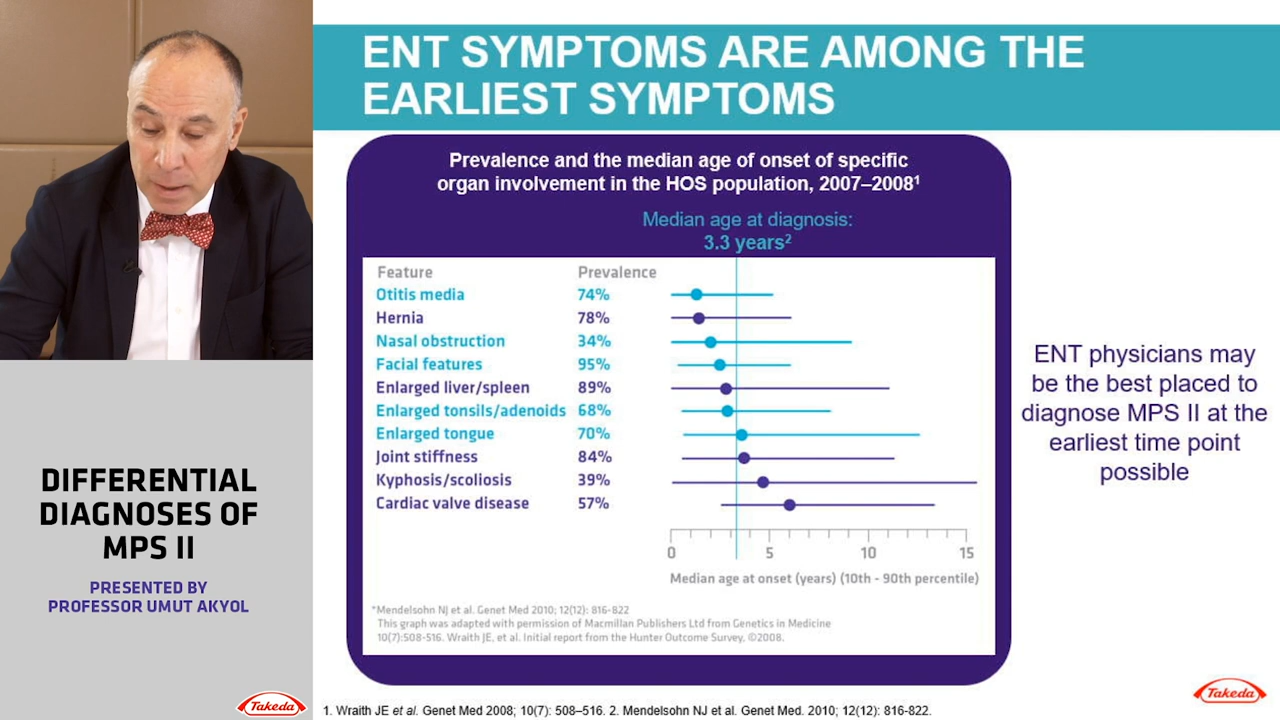 ENT SYMPTOMS ARE AMONG THE
EARLIEST SYMPTOMS
Prevalence and the median age of onset of specific
organ involvement in the HOS population, 2007–2008¹
Median age at diagnosis:
3.3 years²
Feature Prevalence
Otitis media 74%
Hernia 78%
Nasal obstruction 34%
Facial features 95%
Enlarged liver/spleen 89%
Enlarged tonsils/adenoids 68%
Enlarged tongue 70%
Joint stiffness 84%
Kyphosis/scoliosis 39%
Cardiac valve disease 57%
0 5 10 15
Median age at onset (years) (10th - 90th percentile)
*Mendelsohn NJ et al. Genet Med 2010; 12(12): 816-822
This graph was adapted with permission of Macmillan Publishers Ltd from Genetics in Medicine
10(7):508-516. Wraith JE, et al. Initial report from the Hunter Outcome Survey, ©2008.
ENT physicians may
be the best placed to
diagnose MPS II at the
earliest time point
possible
DIFFERENTIAL
DIAGNOSES OF
MPS II
PRESENTED BY
PROFESSOR UMUT AKYOL
Takeda
Takeda
1. Wraith JE et al. Genet Med 2008; 10(7): 508–516. 2. Mendelsohn NJ et al. Genet Med. 2010; 12(12): 816-822.